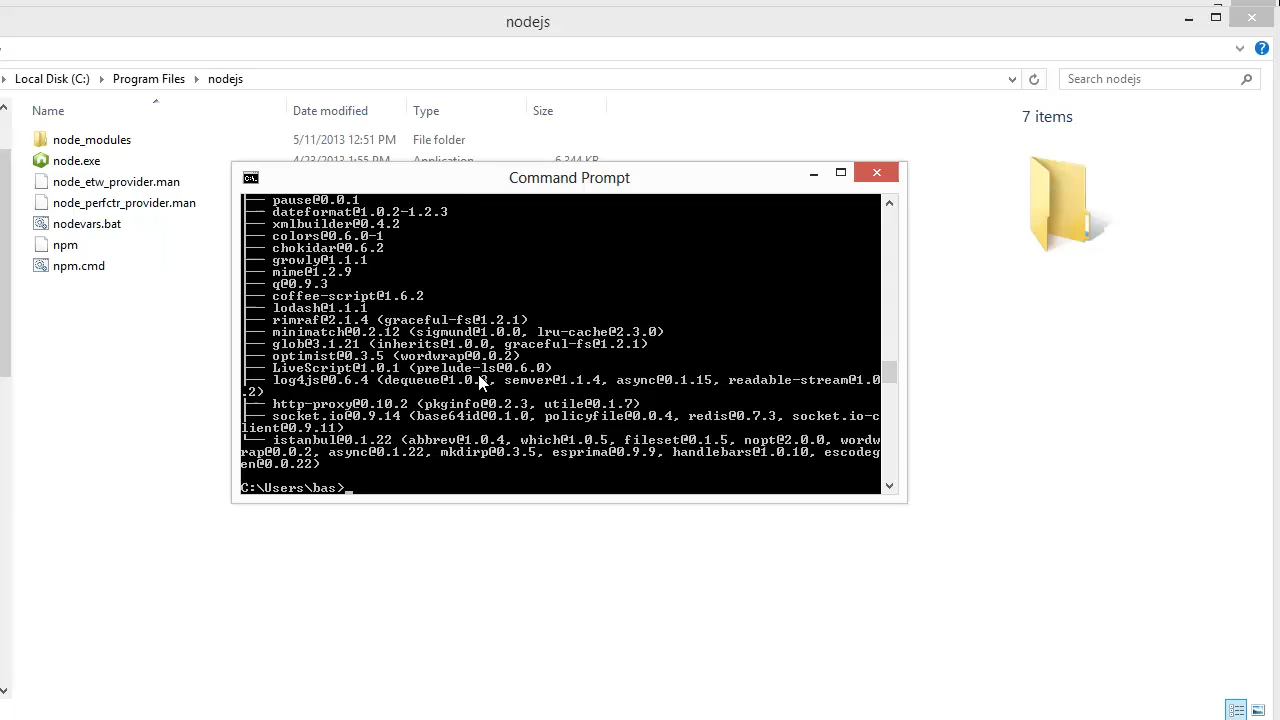 nodejs
Local Disk (C:) Program Files nodejs Search nodejs
Name Date modified Type Size
7 items
node_modules 5/11/2013 12:51 PM File folder
node.exe 4/23/2013 1:55 PM Application 6,344 KB
node_etw_provider.man
node_perfctr_provider.man
nodevars.bat
npm
npm.cmd
Command Prompt
├── pause@0.0.1
├── dateformat@1.0.2-1.2.3
├── xmlbuilder@0.4.2
├── colors@0.6.0-1
├── chokidar@0.6.2
├── growly@1.1.1
├── mime@1.2.9
├── q@0.9.3
├── coffee-script@1.6.2
├── lodash@1.1.1
├── rimraf@2.1.4 (graceful-fs@1.2.1)
├── minimatch@0.2.12 (sigmund@1.0.0, lru-cache@2.3.0)
├── glob@3.1.21 (inherits@1.0.0, graceful-fs@1.2.1)
├── optimist@0.3.5 (wordwrap@0.0.2)
├── LiveScript@1.0.1 (prelude-ls@0.6.0)
├── log4js@0.6.4 (semver@1.1.4, async@0.1.15, readable-stream@1.0
.2)
├── http-proxy@0.10.2 (pkginfo@0.2.3, utile@0.1.7)
├── socket.io@0.9.14 (base64id@0.1.0, policyfile@0.0.4, redis@0.7.3, socket.io-c
lient@0.9.11)
└── istanbul@0.1.22 (abbrev@1.0.4, which@1.0.5, fileset@0.1.5, nopt@2.0.0, wordw
rap@0.0.2, async@0.1.22, mkdirp@0.3.5, esprima@0.9.9, handlebars@1.0.10, escodeg
en@0.0.22)
C:\Users\bas>_